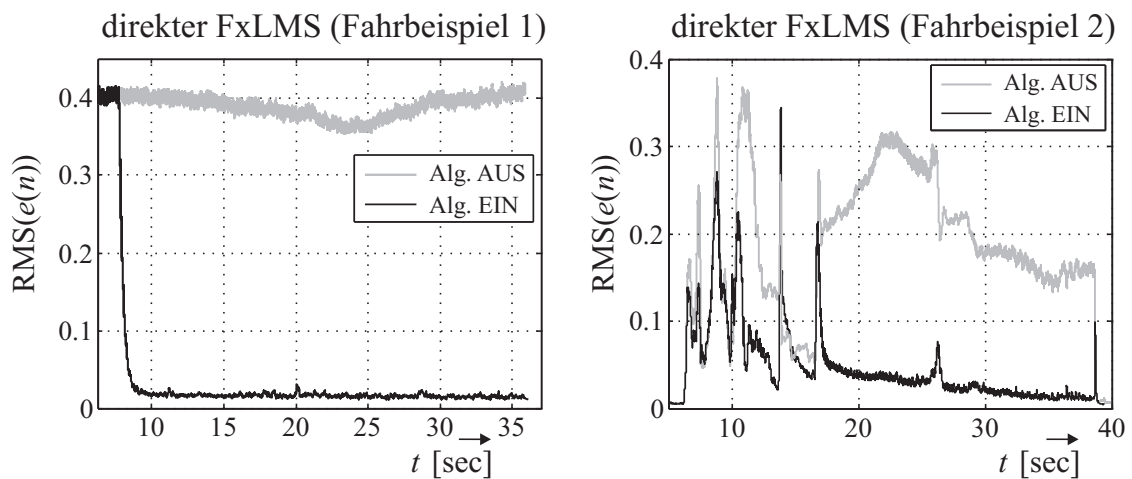 direkter FxLMS (Fahrbeispiel 1)
RMS(e(n))
0.4
0.3
0.2
0.1
0
Alg. AUS
Alg. EIN
10 15 20 25 30 35
t [sec]
direkter FxLMS (Fahrbeispiel 2)
RMS(e(n))
0.4
0.3
0.2
0.1
0
Alg. AUS
Alg. EIN
5 10 20 30 40
t [sec]